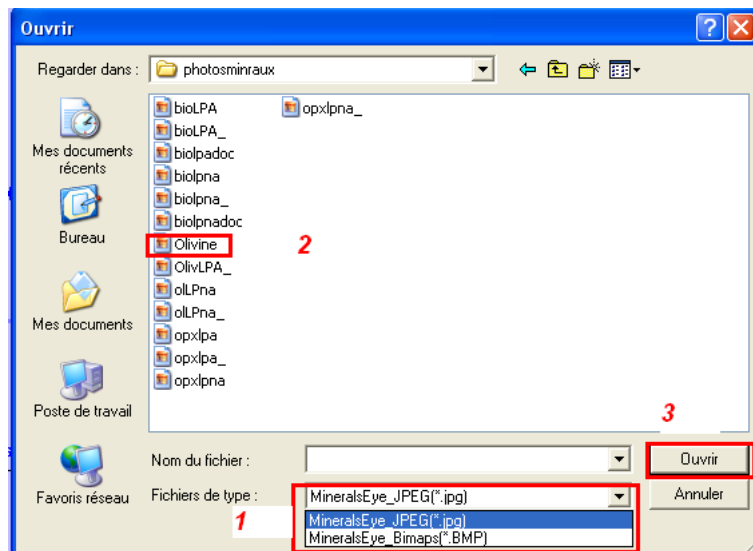 Ouvrir
Regarder dans :
photosminraux
Mes documents récents
Bureau
Mes documents
Poste de travail
Favoris réseau
bioLPA
bioLPA_
biolpadoc
biolpna
biolpna_
biolpnadoc
Olivine
OlivLPA_
olLPna
olLPna_
opxlpa
opxlpa_
opxlpna
opxlpna_
2
3
Nom du fichier :
Ouvrir
Fichiers de type :
MineralsEye_JPEG(*.jpg)
Annuler
1
MineralsEye_JPEG(*.jpg)
MineralsEye_Bimaps(*.BMP)